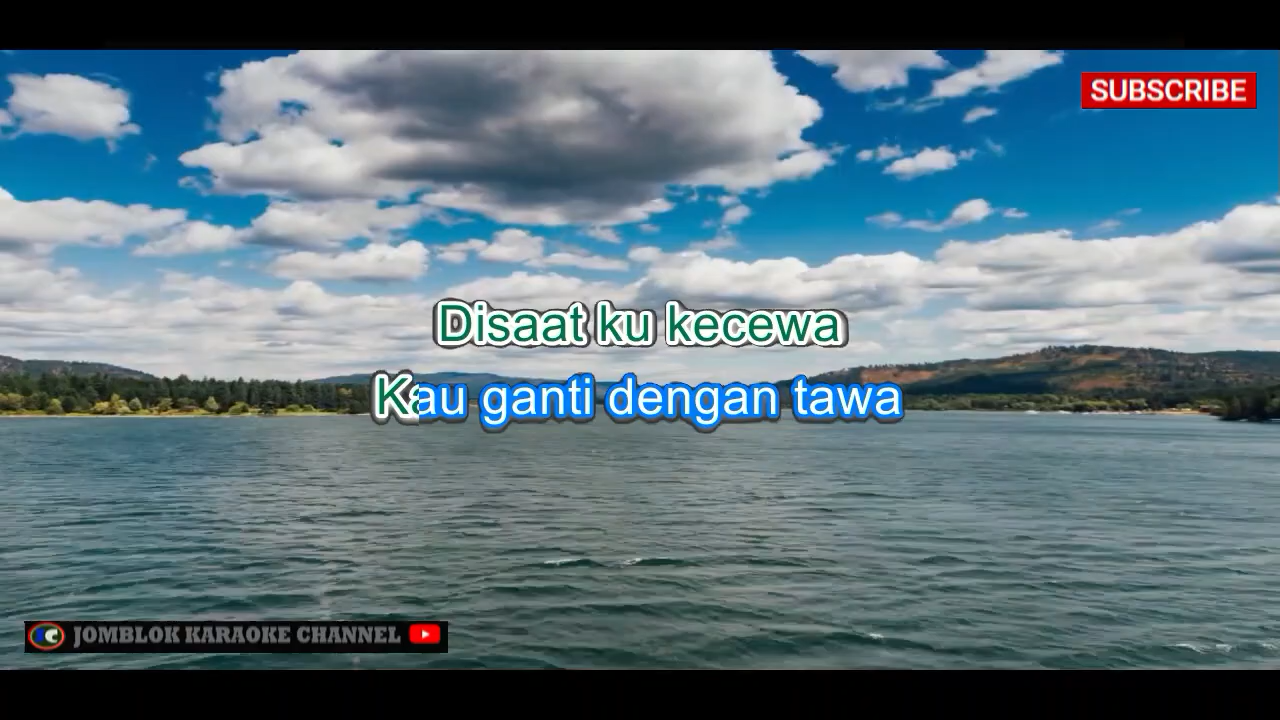 SUBSCRIBE
Disaat ku kecewa
Kau ganti dengan tawa
JOMBLOK KARAOKE CHANNEL